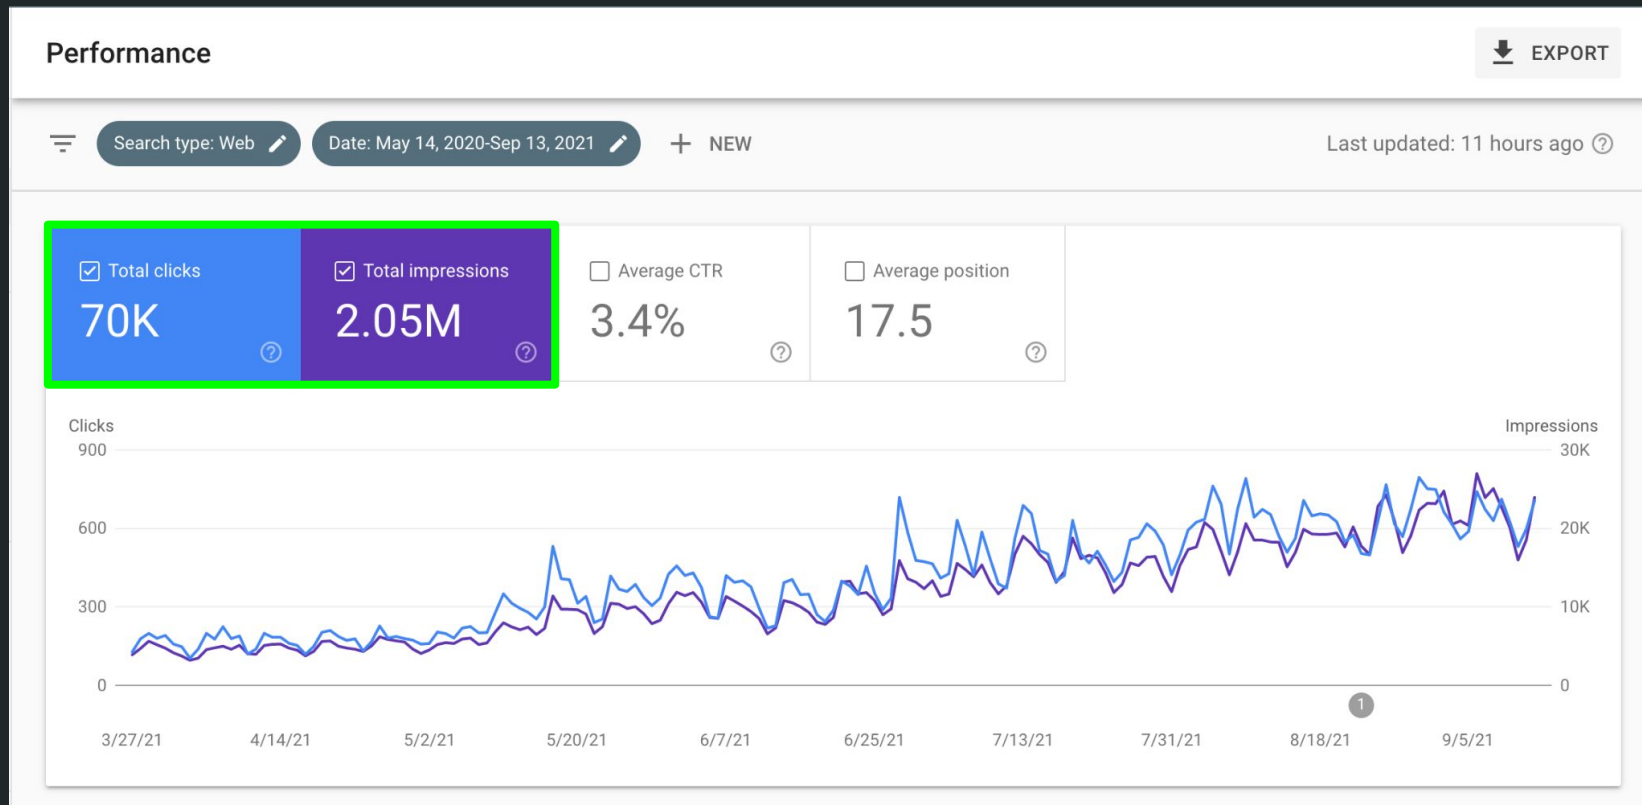 Performance
EXPORT
Search type: Web
Date: May 14, 2020-Sep 13, 2021
NEW
Last updated: 11 hours ago
Total clicks
70K
Total impressions
2.05M
Average CTR
3.4%
Average position
17.5
Clicks
Impressions
900
30K
600
20K
300
10K
0
0
1
3/27/21
4/14/21
5/2/21
5/20/21
6/7/21
6/25/21
7/13/21
7/31/21
8/18/21
9/5/21